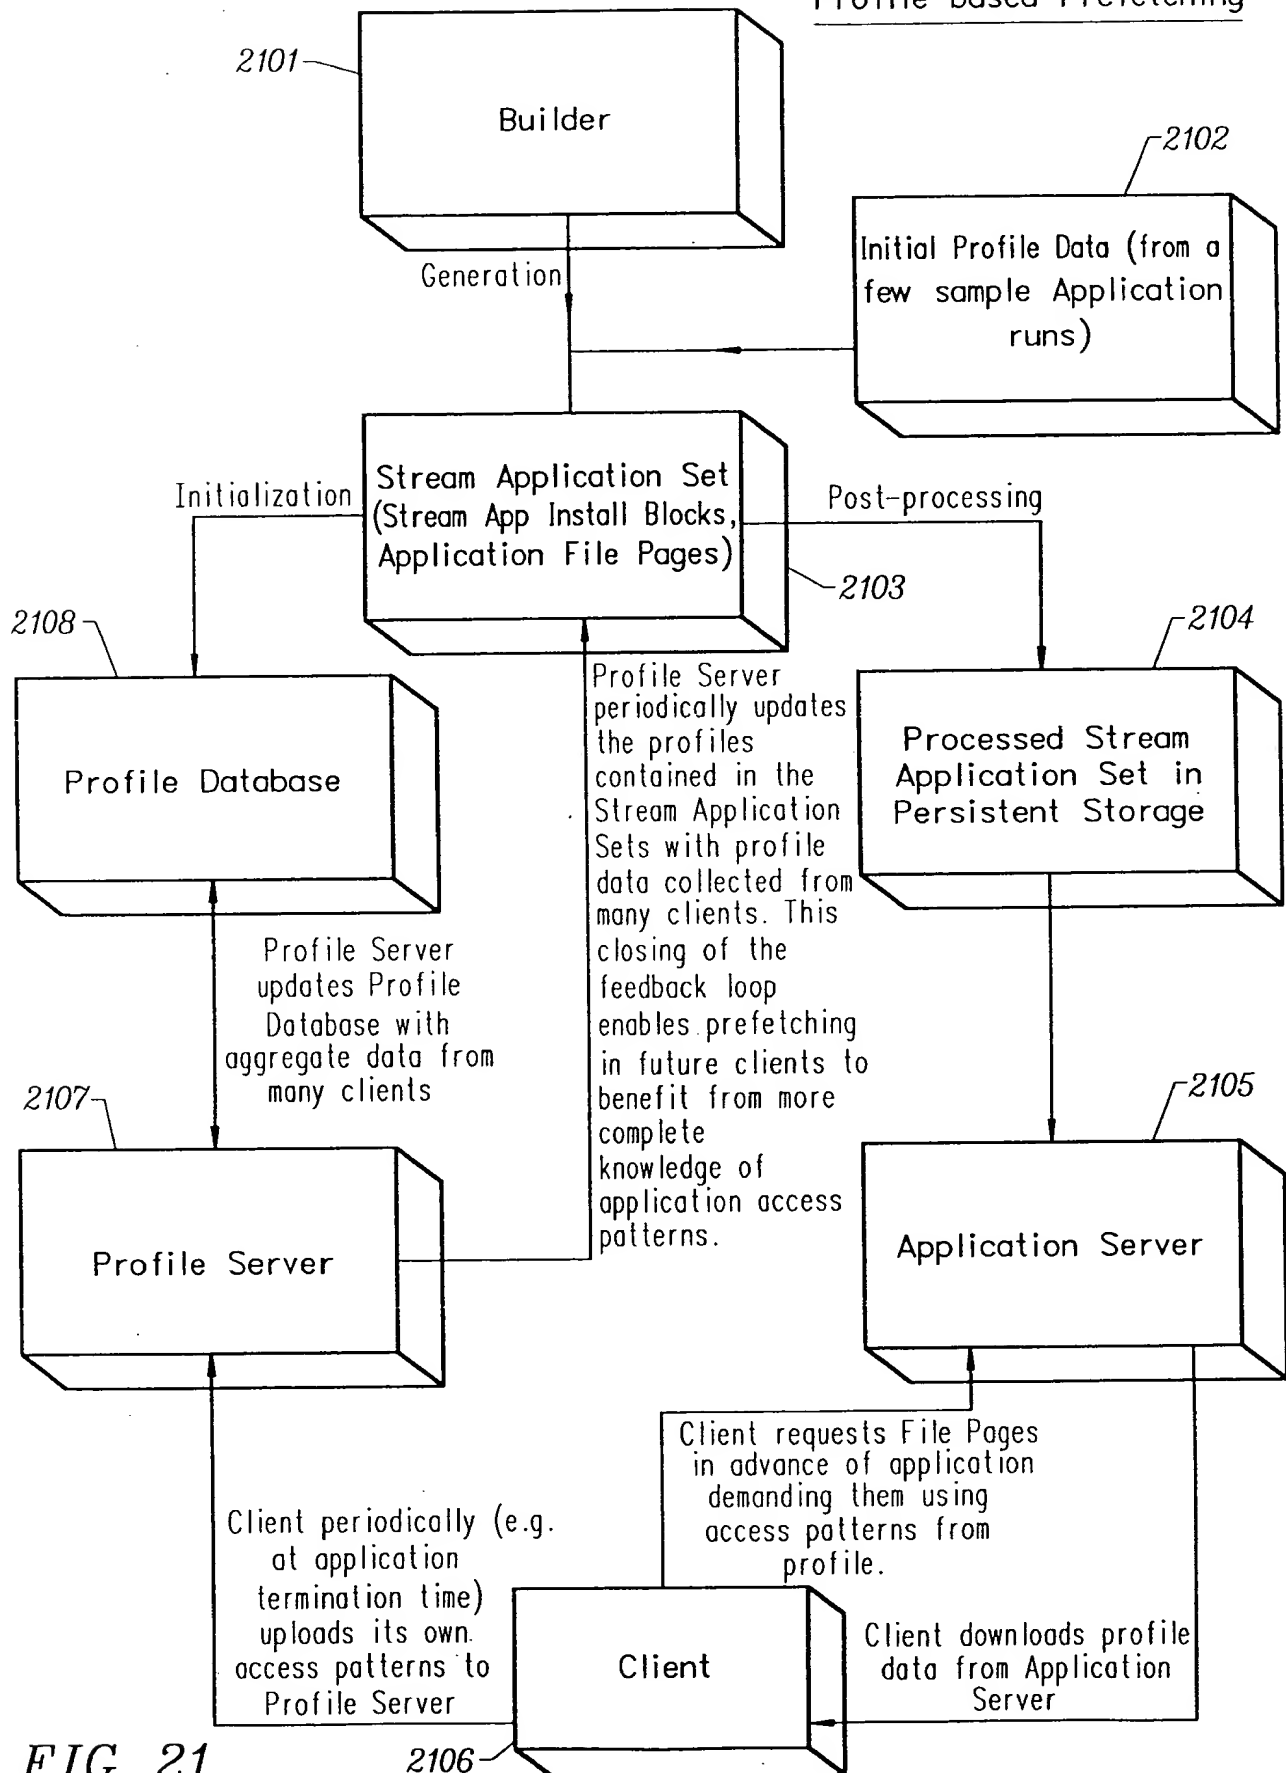 Profile based Prefetching
2101
Builder
2102
Initial Profile Data (from a
few sample Application
runs)
Generation
Stream Application Set
(Stream App Install Blocks,
Application File Pages)
Initialization
Post-processing
2103
2108
2104
Profile Database
Profile Server
periodically updates
the profiles
contained in the
Stream Application
Sets with profile
data collected from
many clients. This
closing of the
feedback loop
enables prefetching
in future clients to
benefit from more
complete
knowledge of
application access
patterns.
Processed Stream
Application Set in
Persistent Storage
Profile Server
updates Profile
Database with
aggregate data from
many clients
2107
2105
Profile Server
Application Server
Client requests File Pages
in advance of application
demanding them using
access patterns from
profile.
Client periodically (e.g.
at application
termination time)
uploads its own
access patterns to
Profile Server
Client
Client downloads profile
data from Application
Server
2106
FIG. 21